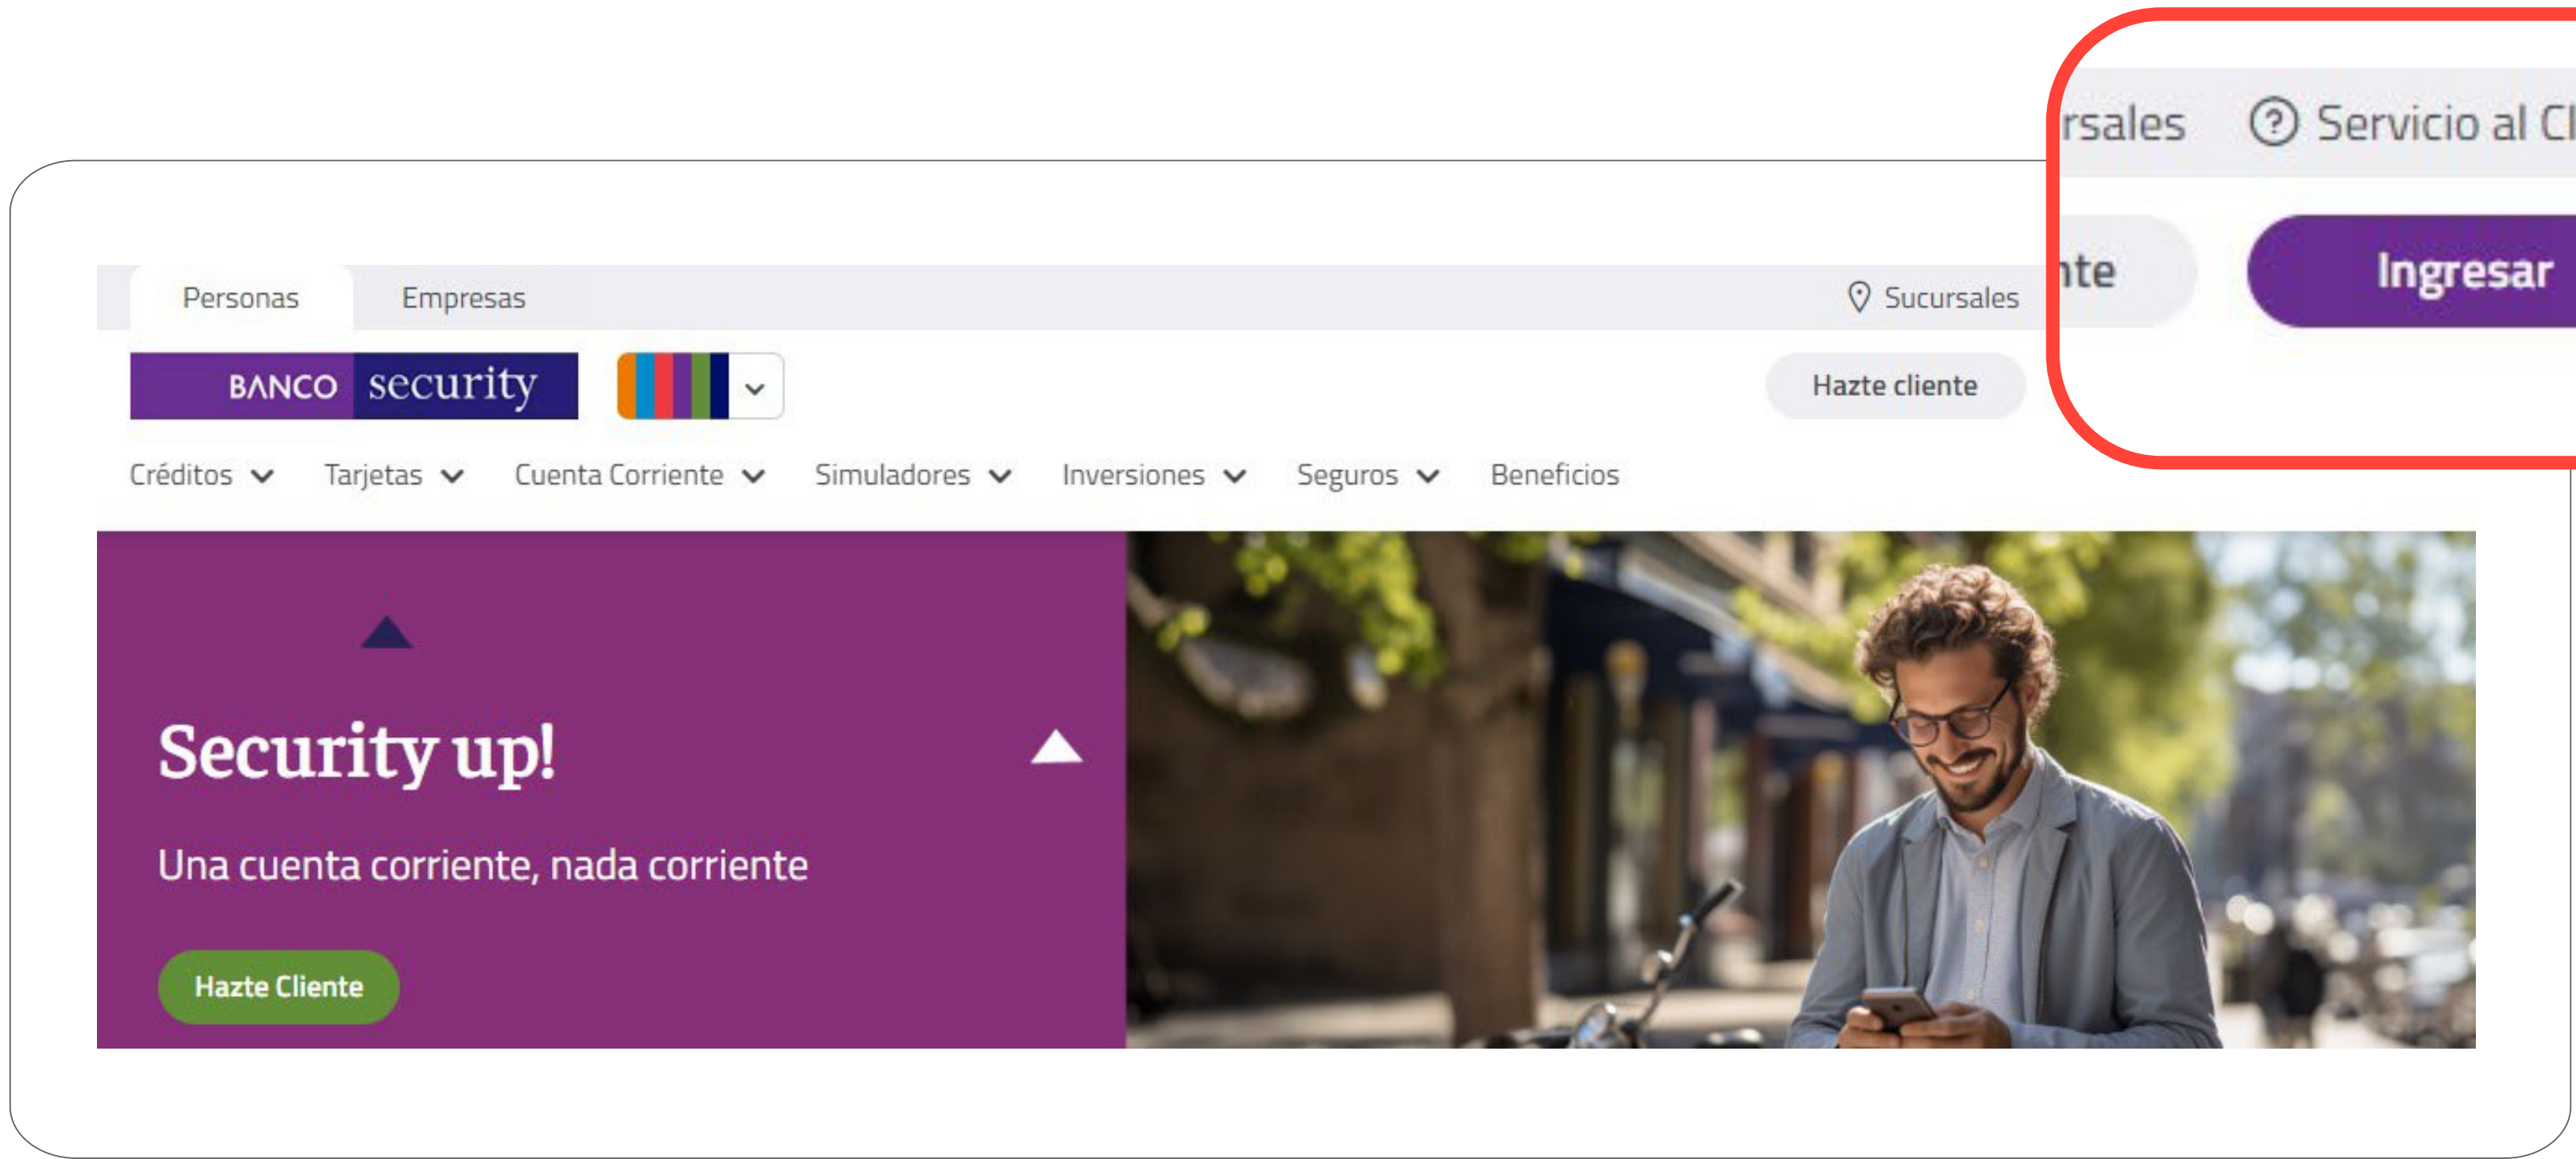 rsales Servicio al Cl
Personas Empresas Sucursales
nte Ingresar
BANCO security Hazte cliente
Créditos Tarjetas Cuenta Corriente Simuladores Inversiones Seguros Beneficios
Security up!
Una cuenta corriente, nada corriente
Hazte Cliente